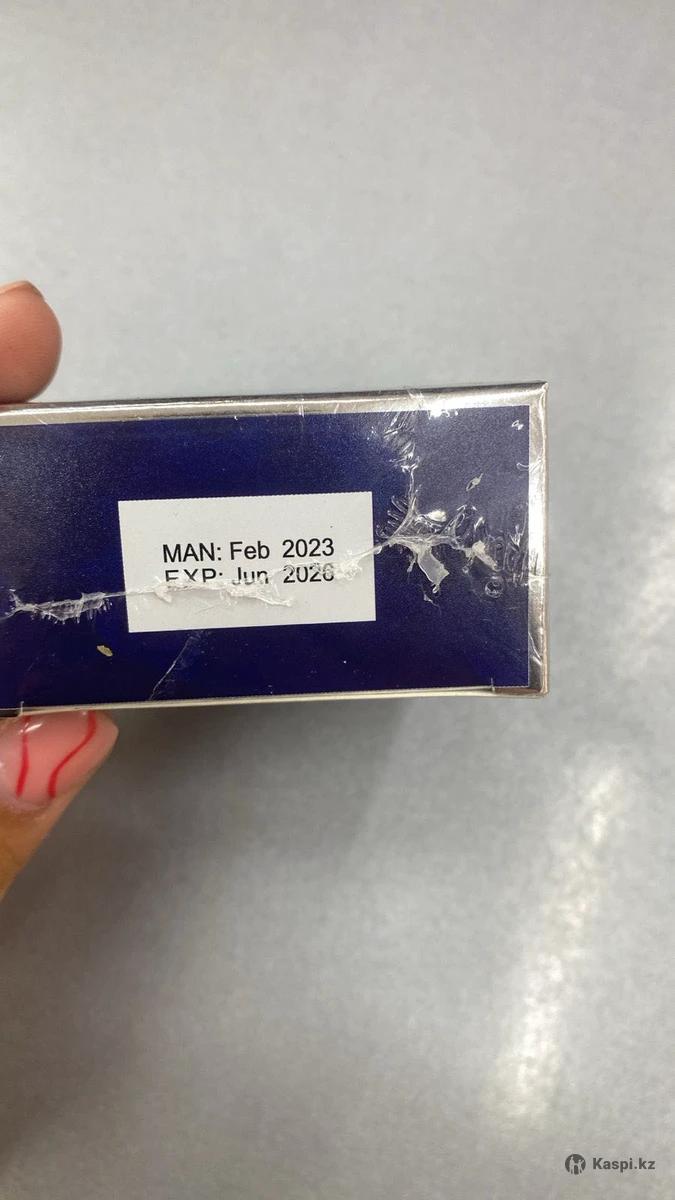 MAN: Feb 2023
EXP: Jun 2026
Kaspi.kz